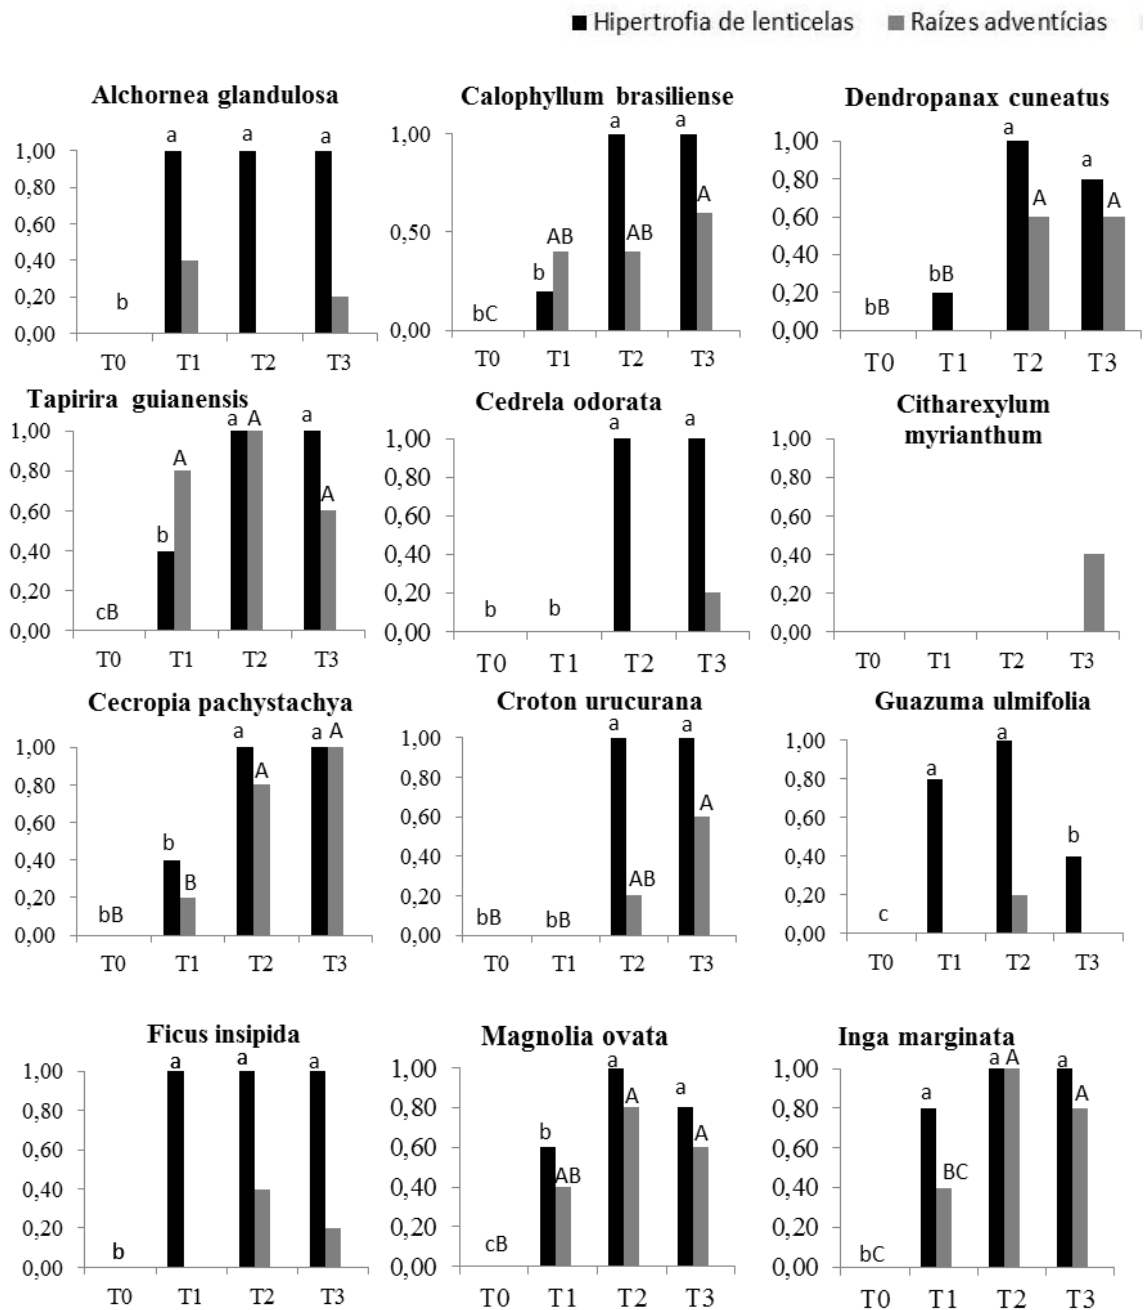 Hipertrofia de lenticelas Raízes adventícias
Alchornea glandulosa
1,00
0,80
0,60
0,40
0,20
0,00
b
a
a
a
T0 T1 T2 T3
Calophyllum brasiliense
1,00
0,50
0,00
bC
b
AB
a
AB
a
A
T0 T1 T2 T3
Dendropanax cuneatus
1,00
0,80
0,60
0,40
0,20
0,00
bB
bB
a
A
a
A
T0 T1 T2 T3
Tapirira guianensis
1,00
0,80
0,60
0,40
0,20
0,00
cB
b
A
a A
a
A
T0 T1 T2 T3
Cedrela odorata
1,00
0,80
0,60
0,40
0,20
0,00
b
b
a
a
T0 T1 T2 T3
Citharexylum
myrianthum
1,00
0,80
0,60
0,40
0,20
0,00
T0 T1 T2 T3
Cecropia pachystachya
1,00
0,80
0,60
0,40
0,20
0,00
bB
b
B
a
A
a A
T0 T1 T2 T3
Croton urucurana
1,00
0,80
0,60
0,40
0,20
0,00
bB
bB
a
AB
a
A
T0 T1 T2 T3
Guazuma ulmifolia
1,00
0,80
0,60
0,40
0,20
0,00
c
a
a
b
T0 T1 T2 T3
Ficus insipida
1,00
0,80
0,60
0,40
0,20
0,00
b
a
a
a
T0 T1 T2 T3
Magnolia ovata
1,00
0,80
0,60
0,40
0,20
0,00
cB
b
AB
a
A
a
A
T0 T1 T2 T3
Inga marginata
1,00
0,80
0,60
0,40
0,20
0,00
bC
a
BC
a A
a
A
T0 T1 T2 T3